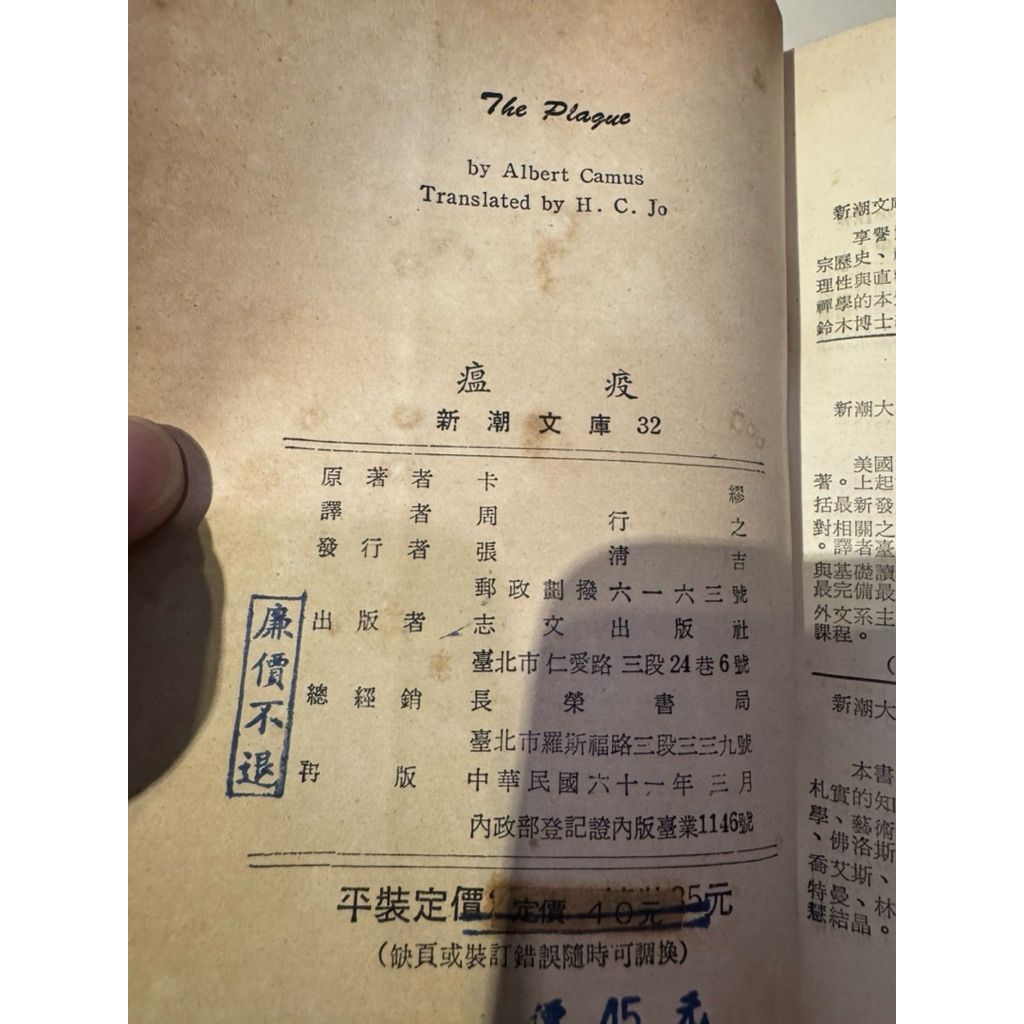 The Plague
by Albert Camus
Translated by H. C. Jo
瘟疫
新潮文庫 32
原著者 卡繆
譯者 周行之
發行者 張清吉
郵政劃撥六一六三號
出版者 志文出版社
臺北市仁愛路三段24巷6號
總經銷 長榮書局
臺北市羅斯福路三段三三九號
再版 中華民國六十一年三月
內政部登記證內版臺業1146號
平裝定價 35元
定價 40元
(缺頁或裝訂錯誤隨時可調換)
價 45 元
廉價不退
新潮文庫
享譽
宗歷史、
理性與直
禪學的本
鈴木博士
新潮大
美國
著。上起
括最新發
對相關之
。譯者臺
與基礎讀
最完備最
外文系主
課程。
新潮大
本書
札實的知
學、藝術
、佛洛斯
喬艾斯、
特曼、林
慧結晶。